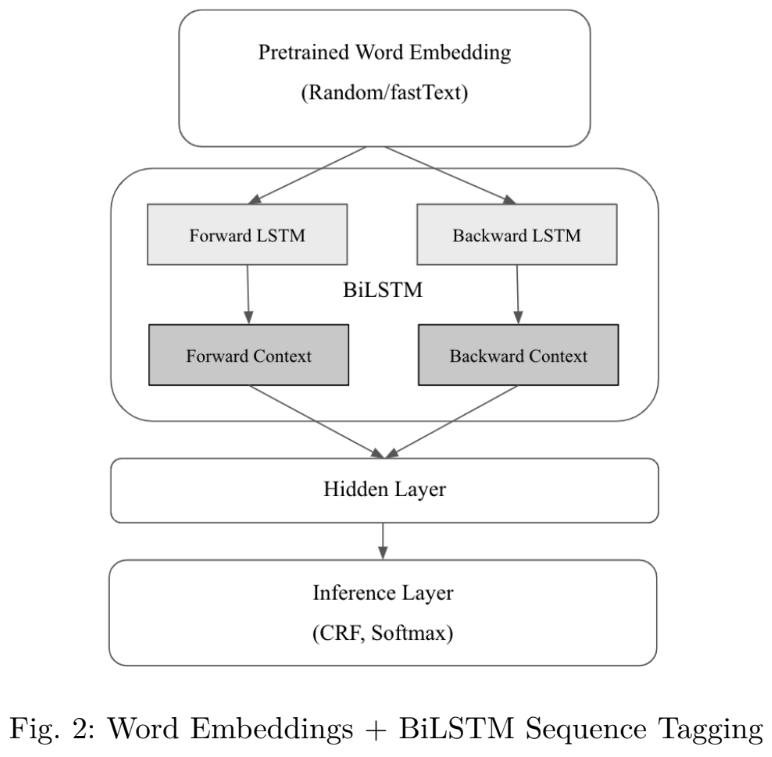 Pretrained Word Embedding
(Random/fastText)
Forward LSTM
Backward LSTM
BiLSTM
Forward Context
Backward Context
Hidden Layer
Inference Layer
(CRF, Softmax)
Fig. 2: Word Embeddings + BiLSTM Sequence Tagging